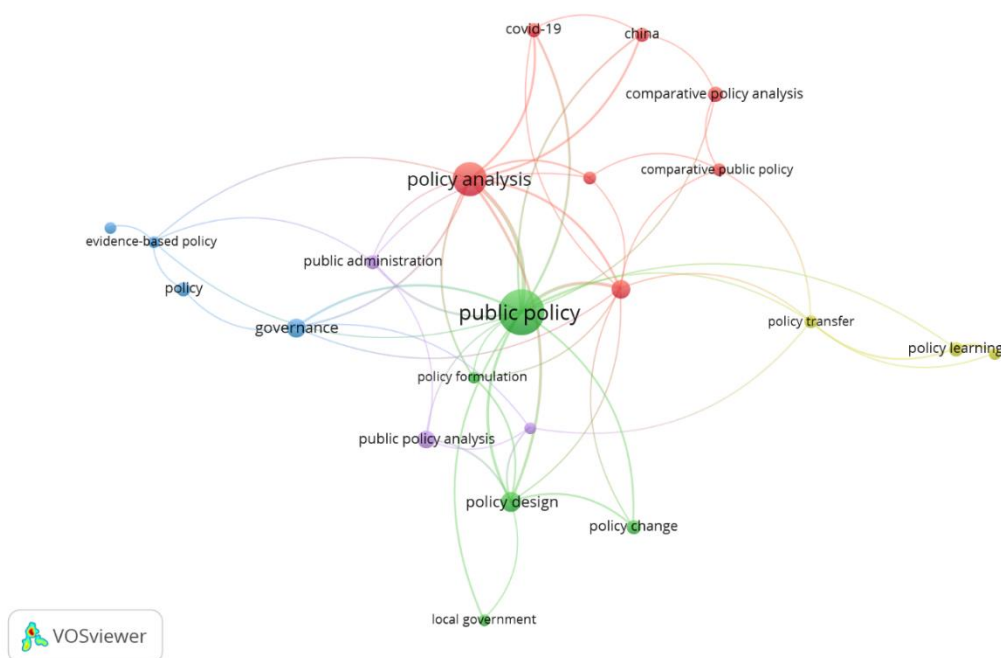 covid-19
china
comparative policy analysis
comparative public policy
policy analysis
evidence-based policy
public administration
policy
governance
public policy
policy transfer
policy learning
policy formulation
public policy analysis
policy design
policy change
local government
VOSviewer